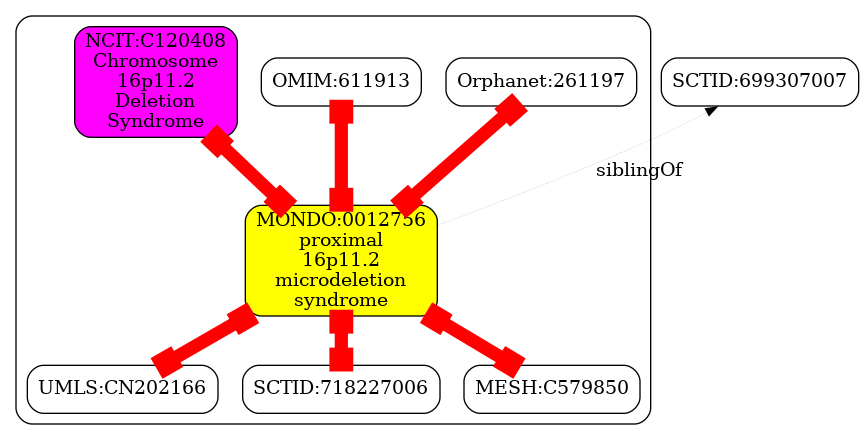 NCIT:C120408
Chromosome
16p11.2
Deletion
Syndrome
OMIM:611913
Orphanet:261197
SCTID:699307007
siblingOf
MONDO:0012756
proximal
16p11.2
microdeletion
syndrome
UMLS:CN202166
SCTID:718227006
MESH:C579850